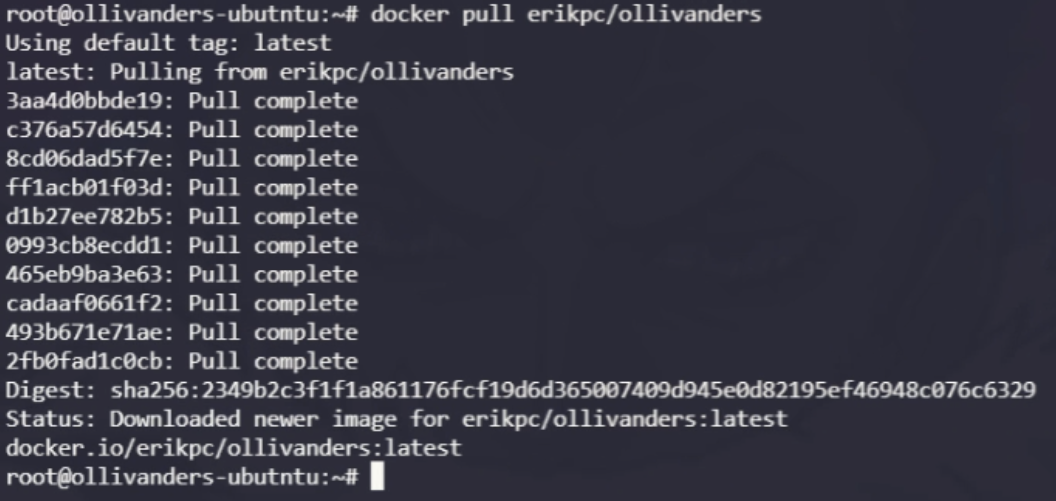 root@ollivanders-ubutntu:~# docker pull erikpc/ollivanders
Using default tag: latest
latest: Pulling from erikpc/ollivanders
3aa4d0bbde19: Pull complete
c376a57d6454: Pull complete
8cd06dad5f7e: Pull complete
ff1acb01f03d: Pull complete
d1b27ee782b5: Pull complete
0993cb8ecdd1: Pull complete
465eb9ba3e63: Pull complete
cadaaf0661f2: Pull complete
493b671e71ae: Pull complete
2fb0fad1c0cb: Pull complete
Digest: sha256:2349b2c3f1f1a861176fcf19d6d365007409d945e0d82195ef46948c076c6329
Status: Downloaded newer image for erikpc/ollivanders:latest
docker.io/erikpc/ollivanders:latest
root@ollivanders-ubutntu:~#